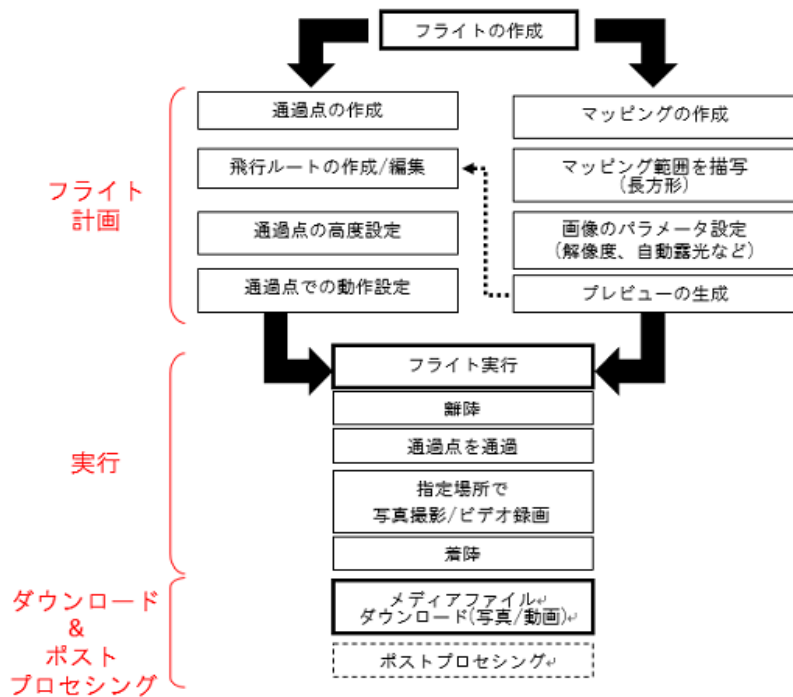 フライトの作成
フライト
計画
通過点の作成
飛行ルートの作成/編集
通過点の高度設定
通過点での動作設定
マッピングの作成
マッピング範囲を描写
(長方形)
画像のパラメータ設定
(解像度、自動露光など)
プレビューの生成
実行
フライト実行
離陸
通過点を通過
指定場所で
写真撮影/ビデオ録画
着陸
ダウンロード
&
ポスト
プロセシング
メディアファイル↵
ダウンロード(写真/動画)↵
ポストプロセシング↵